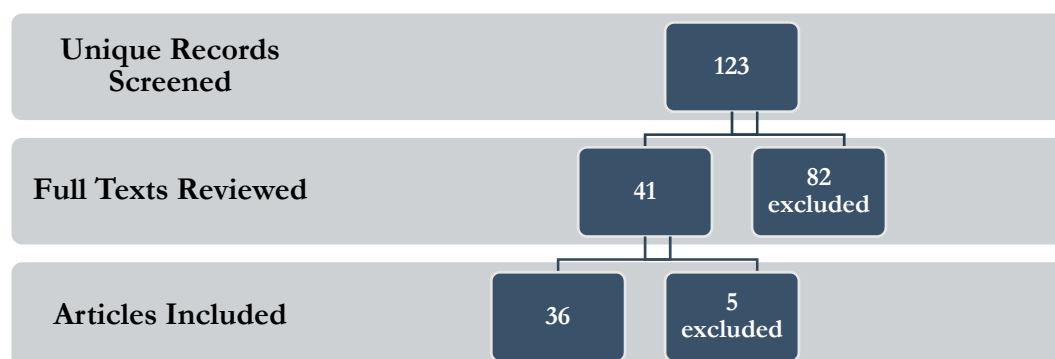 Unique Records
Screened
123
Full Texts Reviewed
41
82
excluded
Articles Included
36
5
excluded